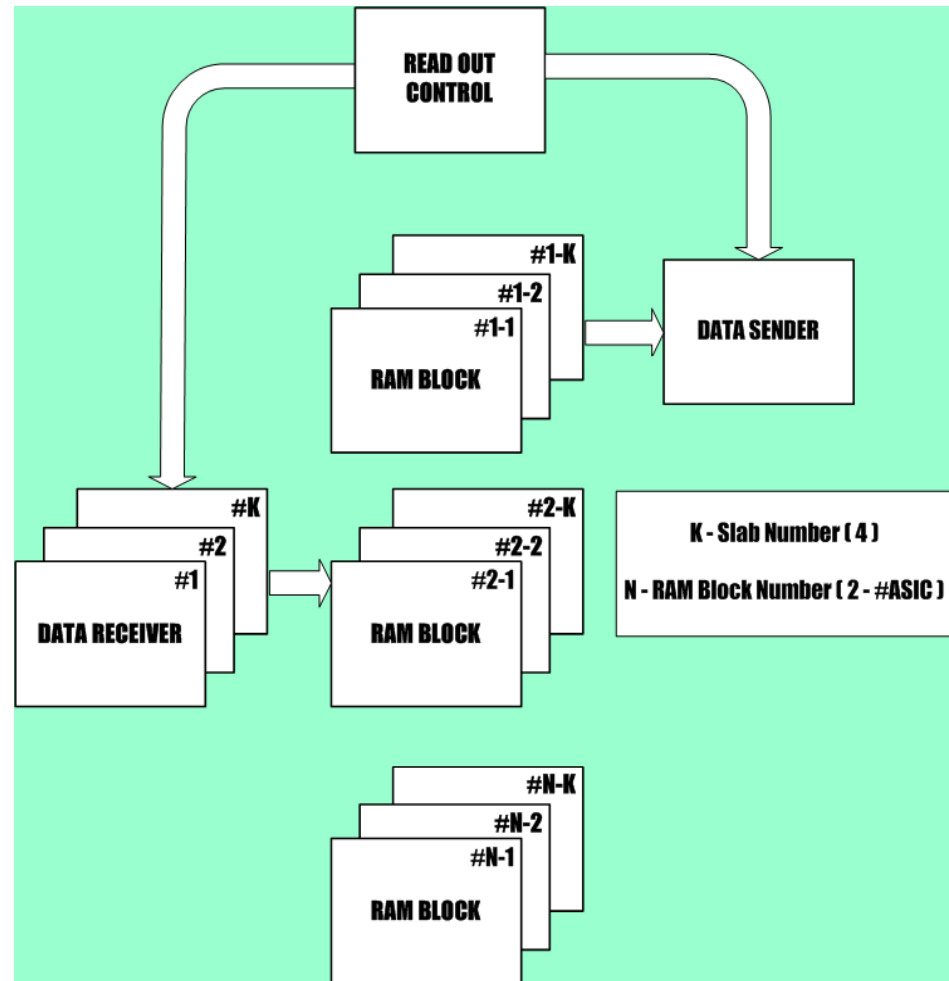 READ OUT
CONTROL
#1-K
#1-2
#1-1
RAM BLOCK
DATA SENDER
#K
#2
#1
DATA RECEIVER
#2-K
#2-2
#2-1
RAM BLOCK
K - Slab Number ( 4 )
N - RAM Block Number ( 2 - #ASIC )
#N-K
#N-2
#N-1
RAM BLOCK